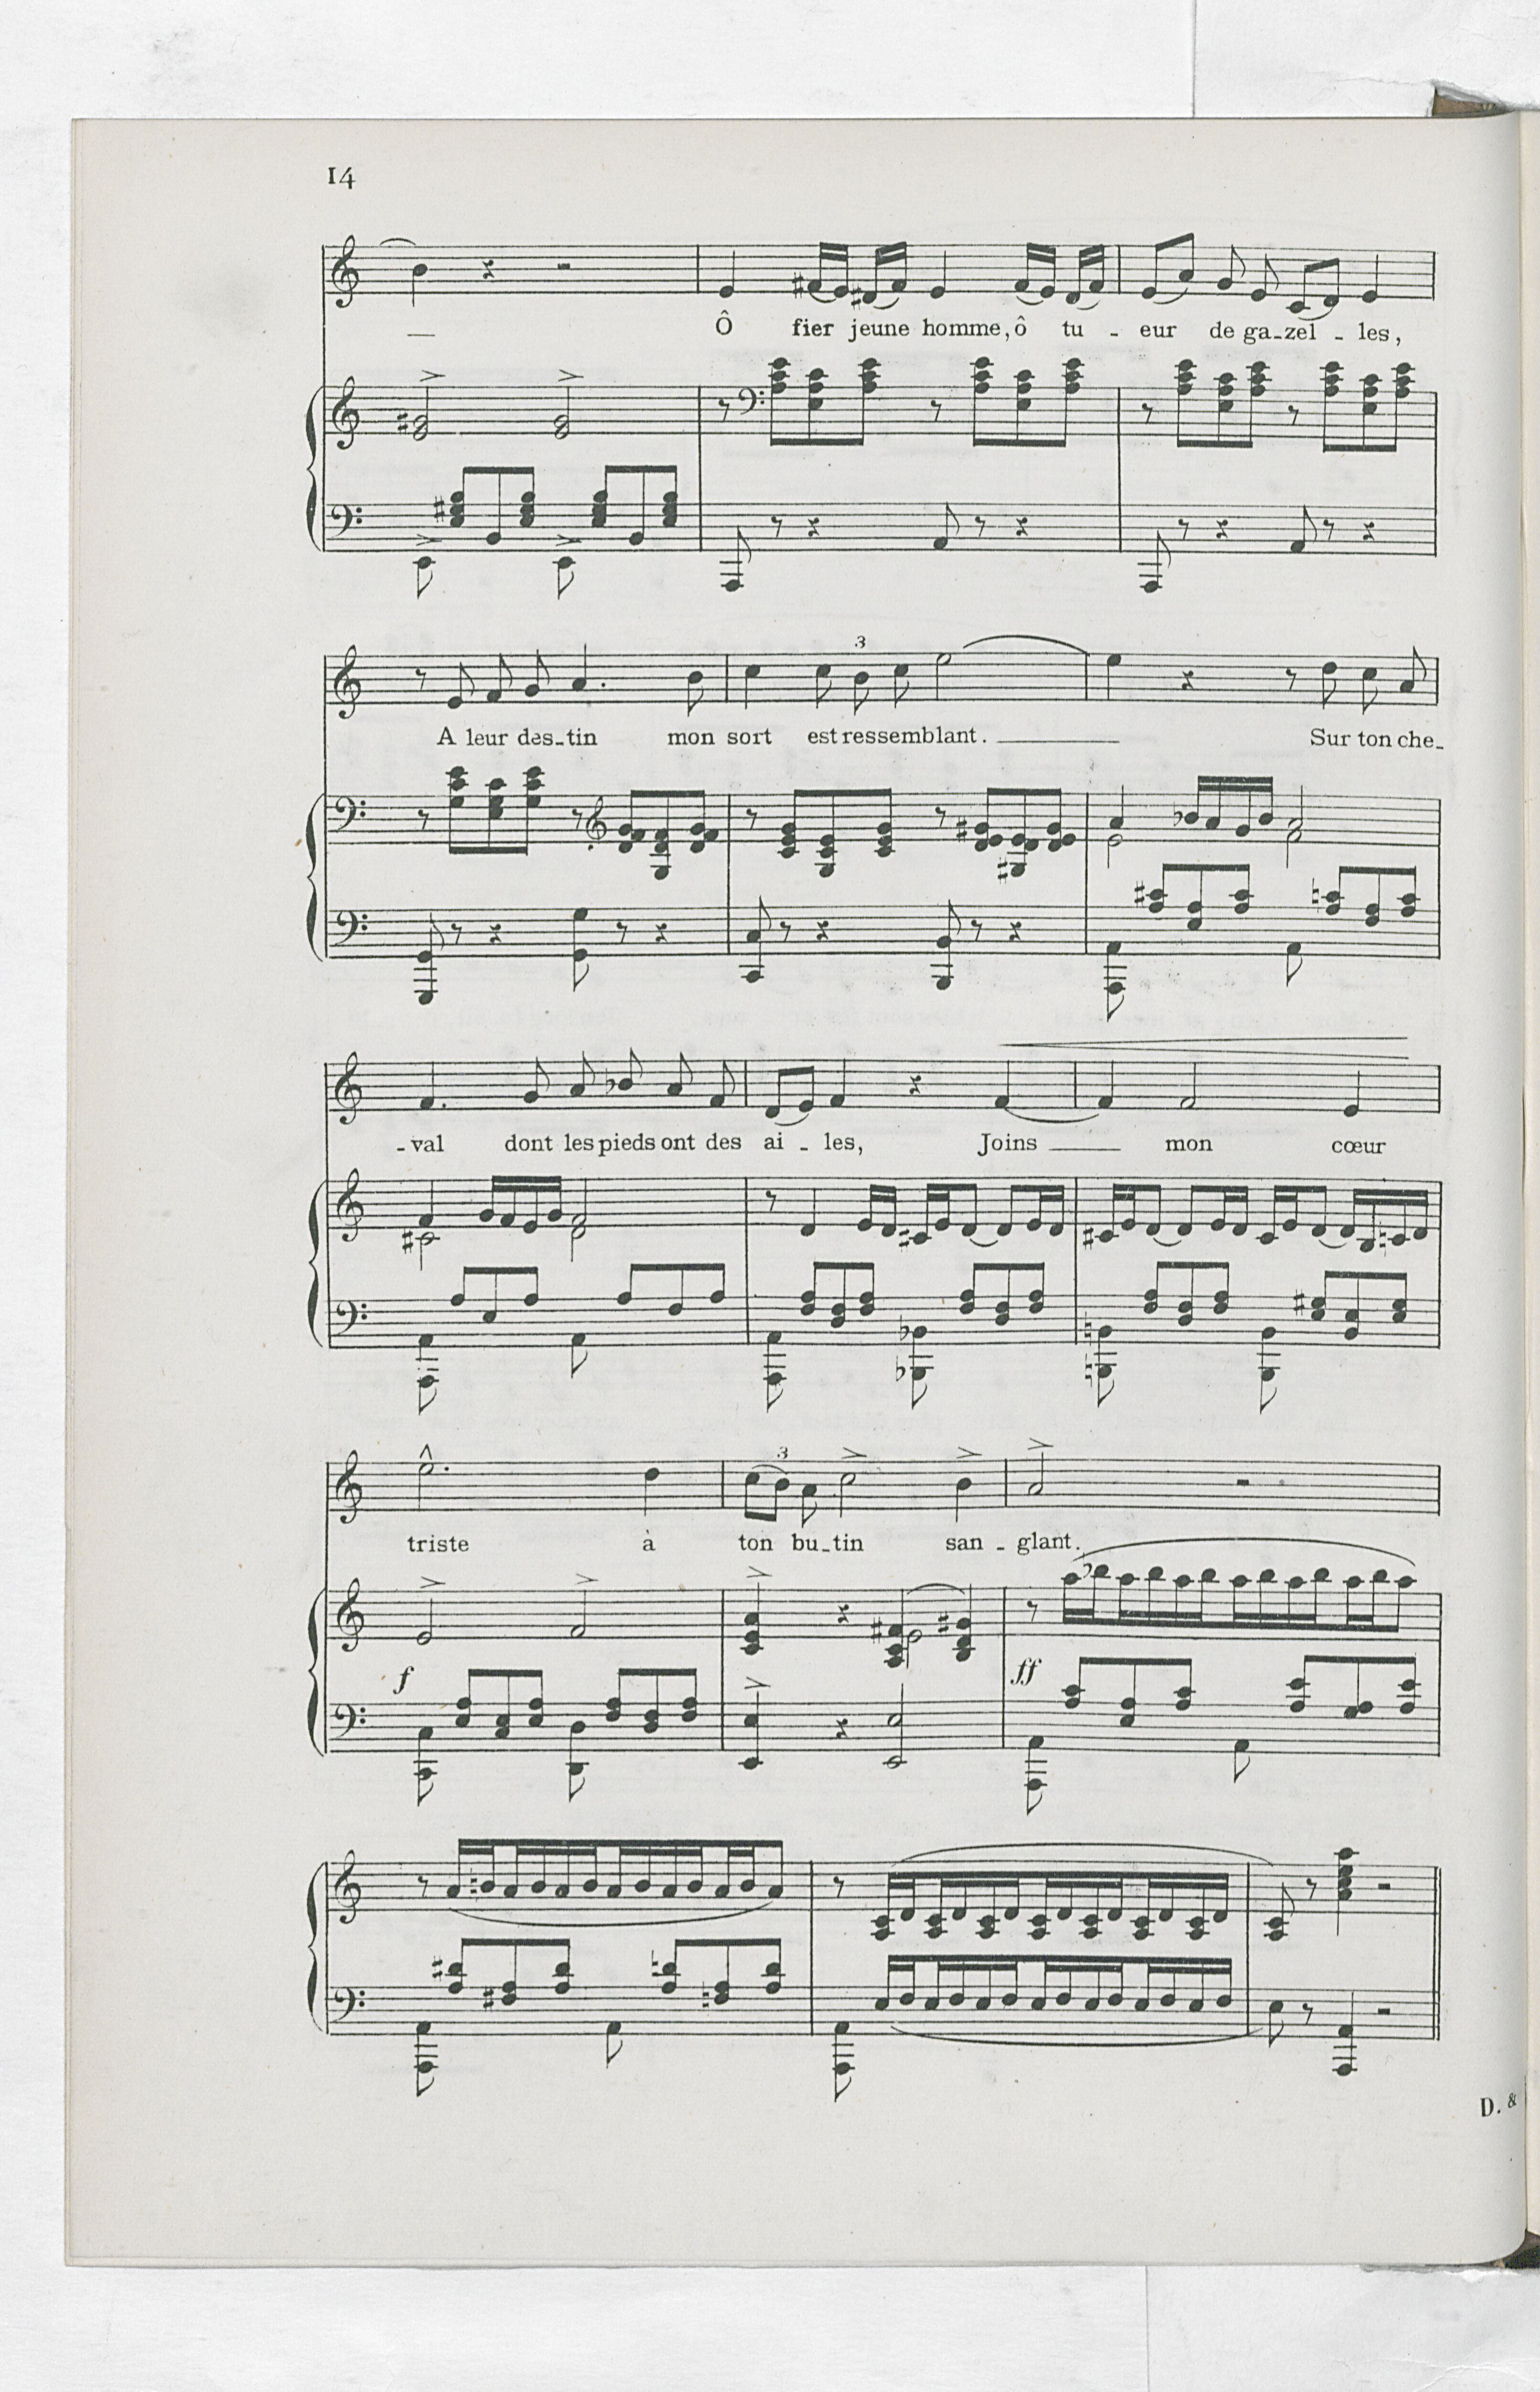 14
Ô fier jeune homme, ô tu - eur de ga-zel - les,
A leur des-tin mon sort est ressemblant.
3
Sur ton che-
-val dont les pieds ont des ai - les, Joins mon cœur
3
triste à ton bu-tin san - glant.
f
ff
D. &